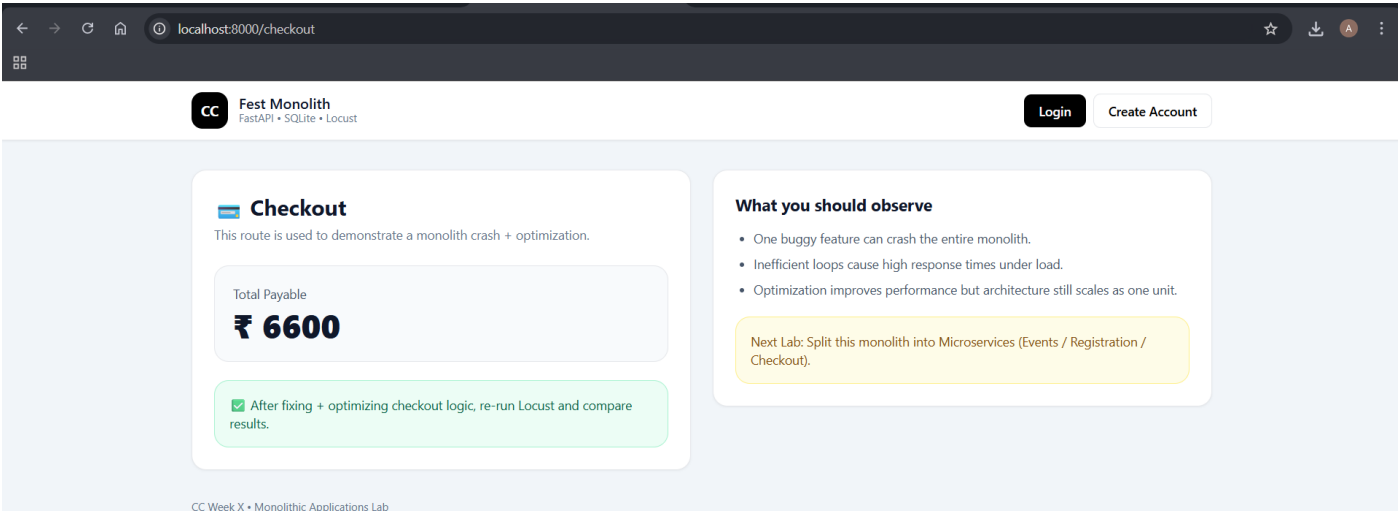 localhost:8000/checkout
A
CC
Fest Monolith
FastAPI • SQLite • Locust
Login
Create Account
Checkout
This route is used to demonstrate a monolith crash + optimization.
Total Payable
₹ 6600
✅ After fixing + optimizing checkout logic, re-run Locust and compare
results.
What you should observe
• One buggy feature can crash the entire monolith.
• Inefficient loops cause high response times under load.
• Optimization improves performance but architecture still scales as one unit.
Next Lab: Split this monolith into Microservices (Events / Registration /
Checkout).
CC Week X • Monolithic Applications Lab